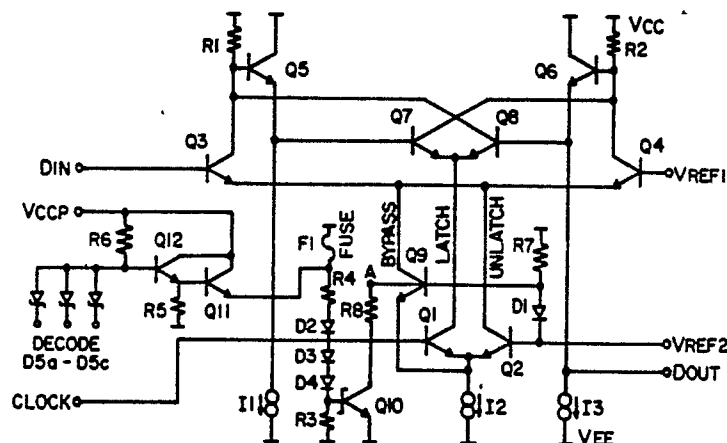 VCC
R1
R2
Q5
Q6
Q7
Q8
Q3
Q4
DIN
VREF1
VCCP
R6
Q12
F1
FUSE
BYPASS
LATCH
UNLATCH
Q9
R7
A
R4
R8
R5
Q11
D1
D2
Q1
Q2
VREF2
DECODE
D5a - D5c
D3
D4
DOUT
CLOCK
I1
R3
Q10
I2
I3
VEE